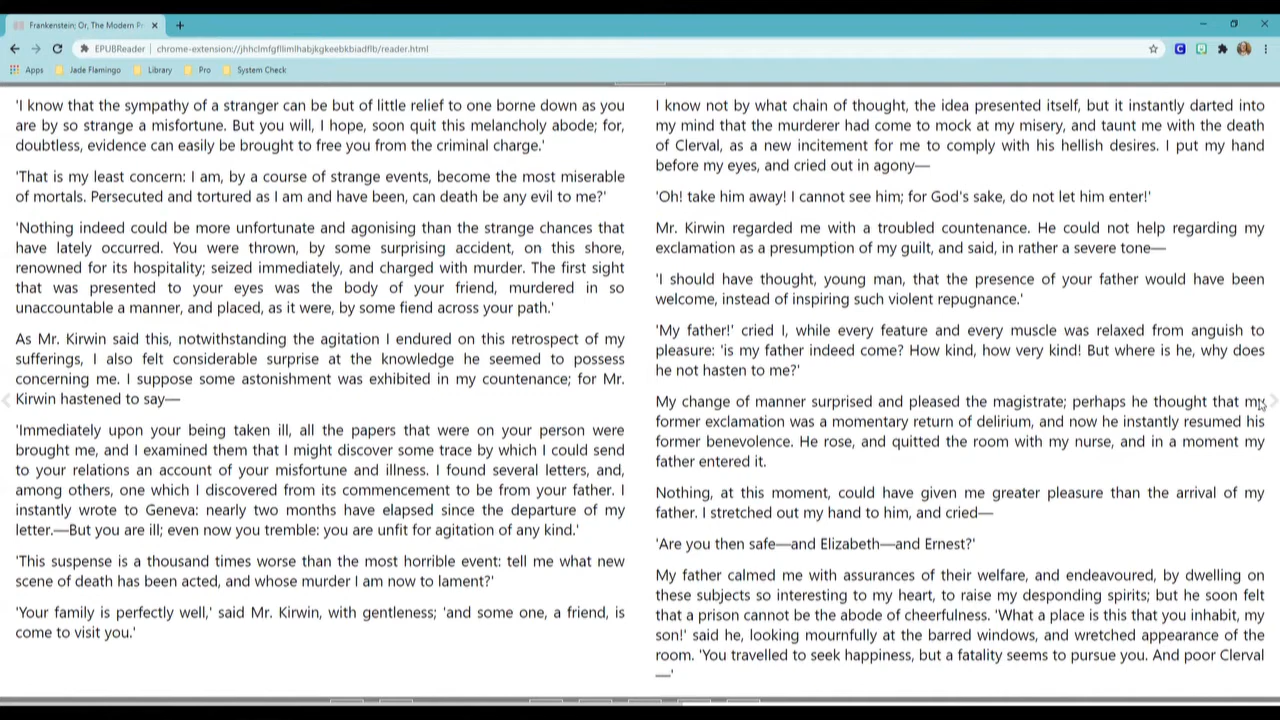 Frankenstein; Or, The Modern Pr
EPUBReader
chrome-extension://jhhclmfgfllimlhabjkgkeebkbiadflb/reader.html
Apps
Jade Flamingo
Library
Pro
System Check
'I know that the sympathy of a stranger can be but of little relief to one borne down as you
are by so strange a misfortune. But you will, I hope, soon quit this melancholy abode; for,
doubtless, evidence can easily be brought to free you from the criminal charge.'
'That is my least concern: I am, by a course of strange events, become the most miserable
of mortals. Persecuted and tortured as I am and have been, can death be any evil to me?'
'Nothing indeed could be more unfortunate and agonising than the strange chances that
have lately occurred. You were thrown, by some surprising accident, on this shore,
renowned for its hospitality; seized immediately, and charged with murder. The first sight
that was presented to your eyes was the body of your friend, murdered in so
unaccountable a manner, and placed, as it were, by some fiend across your path.'
As Mr. Kirwin said this, notwithstanding the agitation I endured on this retrospect of my
sufferings, I also felt considerable surprise at the knowledge he seemed to possess
concerning me. I suppose some astonishment was exhibited in my countenance; for Mr.
Kirwin hastened to say—
'Immediately upon your being taken ill, all the papers that were on your person were
brought me, and I examined them that I might discover some trace by which I could send
to your relations an account of your misfortune and illness. I found several letters, and,
among others, one which I discovered from its commencement to be from your father. I
instantly wrote to Geneva: nearly two months have elapsed since the departure of my
letter.—But you are ill; even now you tremble: you are unfit for agitation of any kind.'
'This suspense is a thousand times worse than the most horrible event: tell me what new
scene of death has been acted, and whose murder I am now to lament?'
'Your family is perfectly well,' said Mr. Kirwin, with gentleness; 'and some one, a friend, is
come to visit you.'
I know not by what chain of thought, the idea presented itself, but it instantly darted into
my mind that the murderer had come to mock at my misery, and taunt me with the death
of Clerval, as a new incitement for me to comply with his hellish desires. I put my hand
before my eyes, and cried out in agony—
'Oh! take him away! I cannot see him; for God's sake, do not let him enter!'
Mr. Kirwin regarded me with a troubled countenance. He could not help regarding my
exclamation as a presumption of my guilt, and said, in rather a severe tone—
'I should have thought, young man, that the presence of your father would have been
welcome, instead of inspiring such violent repugnance.'
'My father!' cried I, while every feature and every muscle was relaxed from anguish to
pleasure: 'is my father indeed come? How kind, how very kind! But where is he, why does
he not hasten to me?'
My change of manner surprised and pleased the magistrate; perhaps he thought that my
former exclamation was a momentary return of delirium, and now he instantly resumed his
former benevolence. He rose, and quitted the room with my nurse, and in a moment my
father entered it.
Nothing, at this moment, could have given me greater pleasure than the arrival of my
father. I stretched out my hand to him, and cried—
'Are you then safe—and Elizabeth—and Ernest?'
My father calmed me with assurances of their welfare, and endeavoured, by dwelling on
these subjects so interesting to my heart, to raise my desponding spirits; but he soon felt
that a prison cannot be the abode of cheerfulness. 'What a place is this that you inhabit, my
son!' said he, looking mournfully at the barred windows, and wretched appearance of the
room. 'You travelled to seek happiness, but a fatality seems to pursue you. And poor Clerval
—'